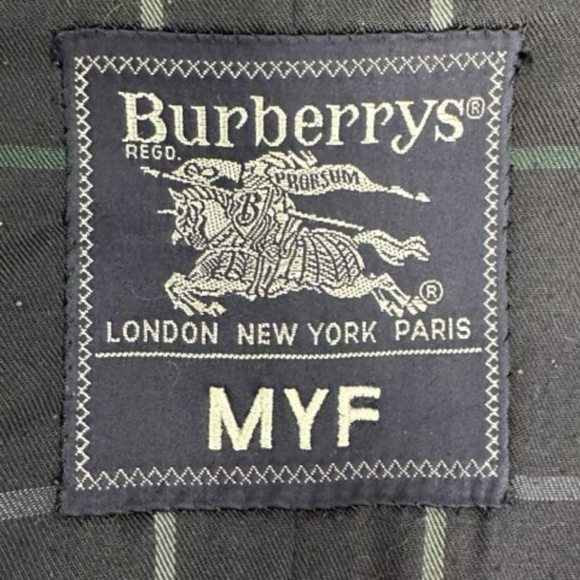 Burberrys®
REGD.
PRORSUM
B
®
LONDON NEW YORK PARIS
MYF